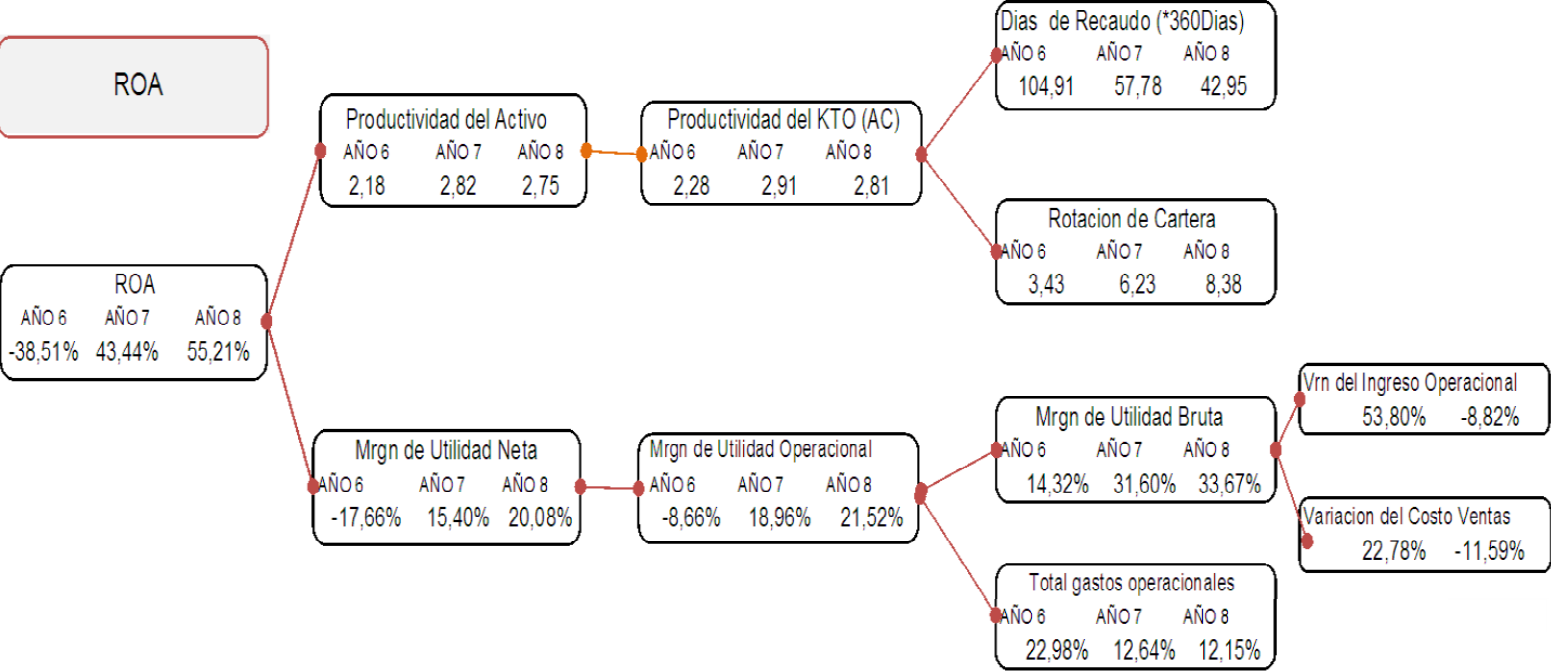 ROA
ROA
AÑO 6 AÑO 7 AÑO 8
-38,51% 43,44% 55,21%
Productividad del Activo
AÑO 6 AÑO 7 AÑO 8
2,18 2,82 2,75
Productividad del KTO (AC)
AÑO 6 AÑO 7 AÑO 8
2,28 2,91 2,81
Dias de Recaudo (*360Dias)
AÑO 6 AÑO 7 AÑO 8
104,91 57,78 42,95
Rotacion de Cartera
AÑO 6 AÑO 7 AÑO 8
3,43 6,23 8,38
Mrgn de Utilidad Neta
AÑO 6 AÑO 7 AÑO 8
-17,66% 15,40% 20,08%
Mrgn de Utilidad Operacional
AÑO 6 AÑO 7 AÑO 8
-8,66% 18,96% 21,52%
Mrgn de Utilidad Bruta
AÑO 6 AÑO 7 AÑO 8
14,32% 31,60% 33,67%
Vrn del Ingreso Operacional
53,80% -8,82%
Variacion del Costo Ventas
22,78% -11,59%
Total gastos operacionales
AÑO 6 AÑO 7 AÑO 8
22,98% 12,64% 12,15%